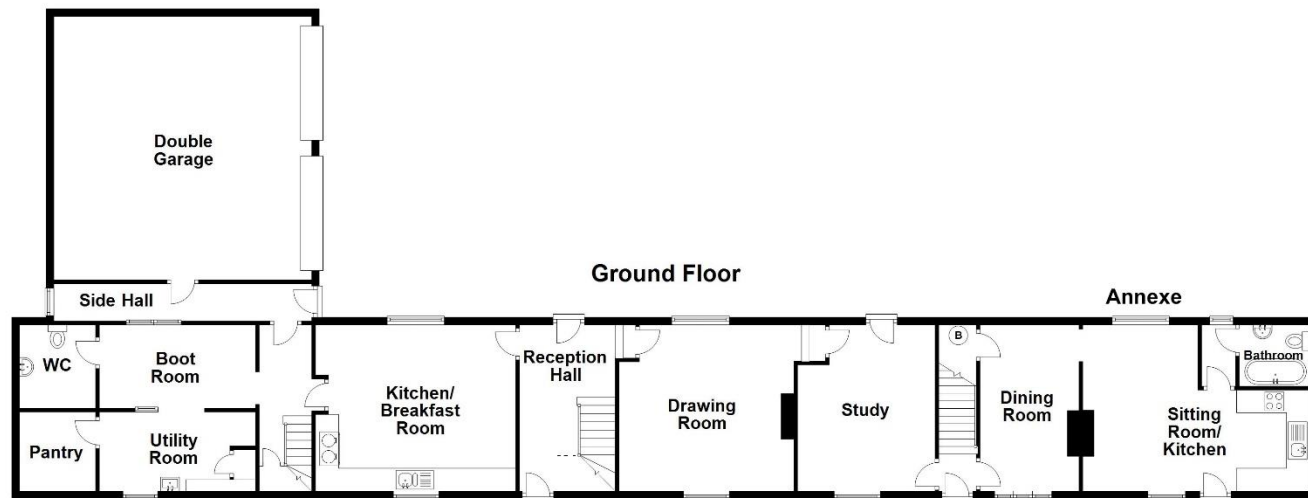 Double
Garage
Ground Floor
Side Hall
Annexe
WC
Boot
Room
Reception
Hall
B
Bathroom
Kitchen/
Breakfast
Room
Drawing
Room
Study
Dining
Room
Sitting
Room/
Kitchen
Pantry
Utility
Room